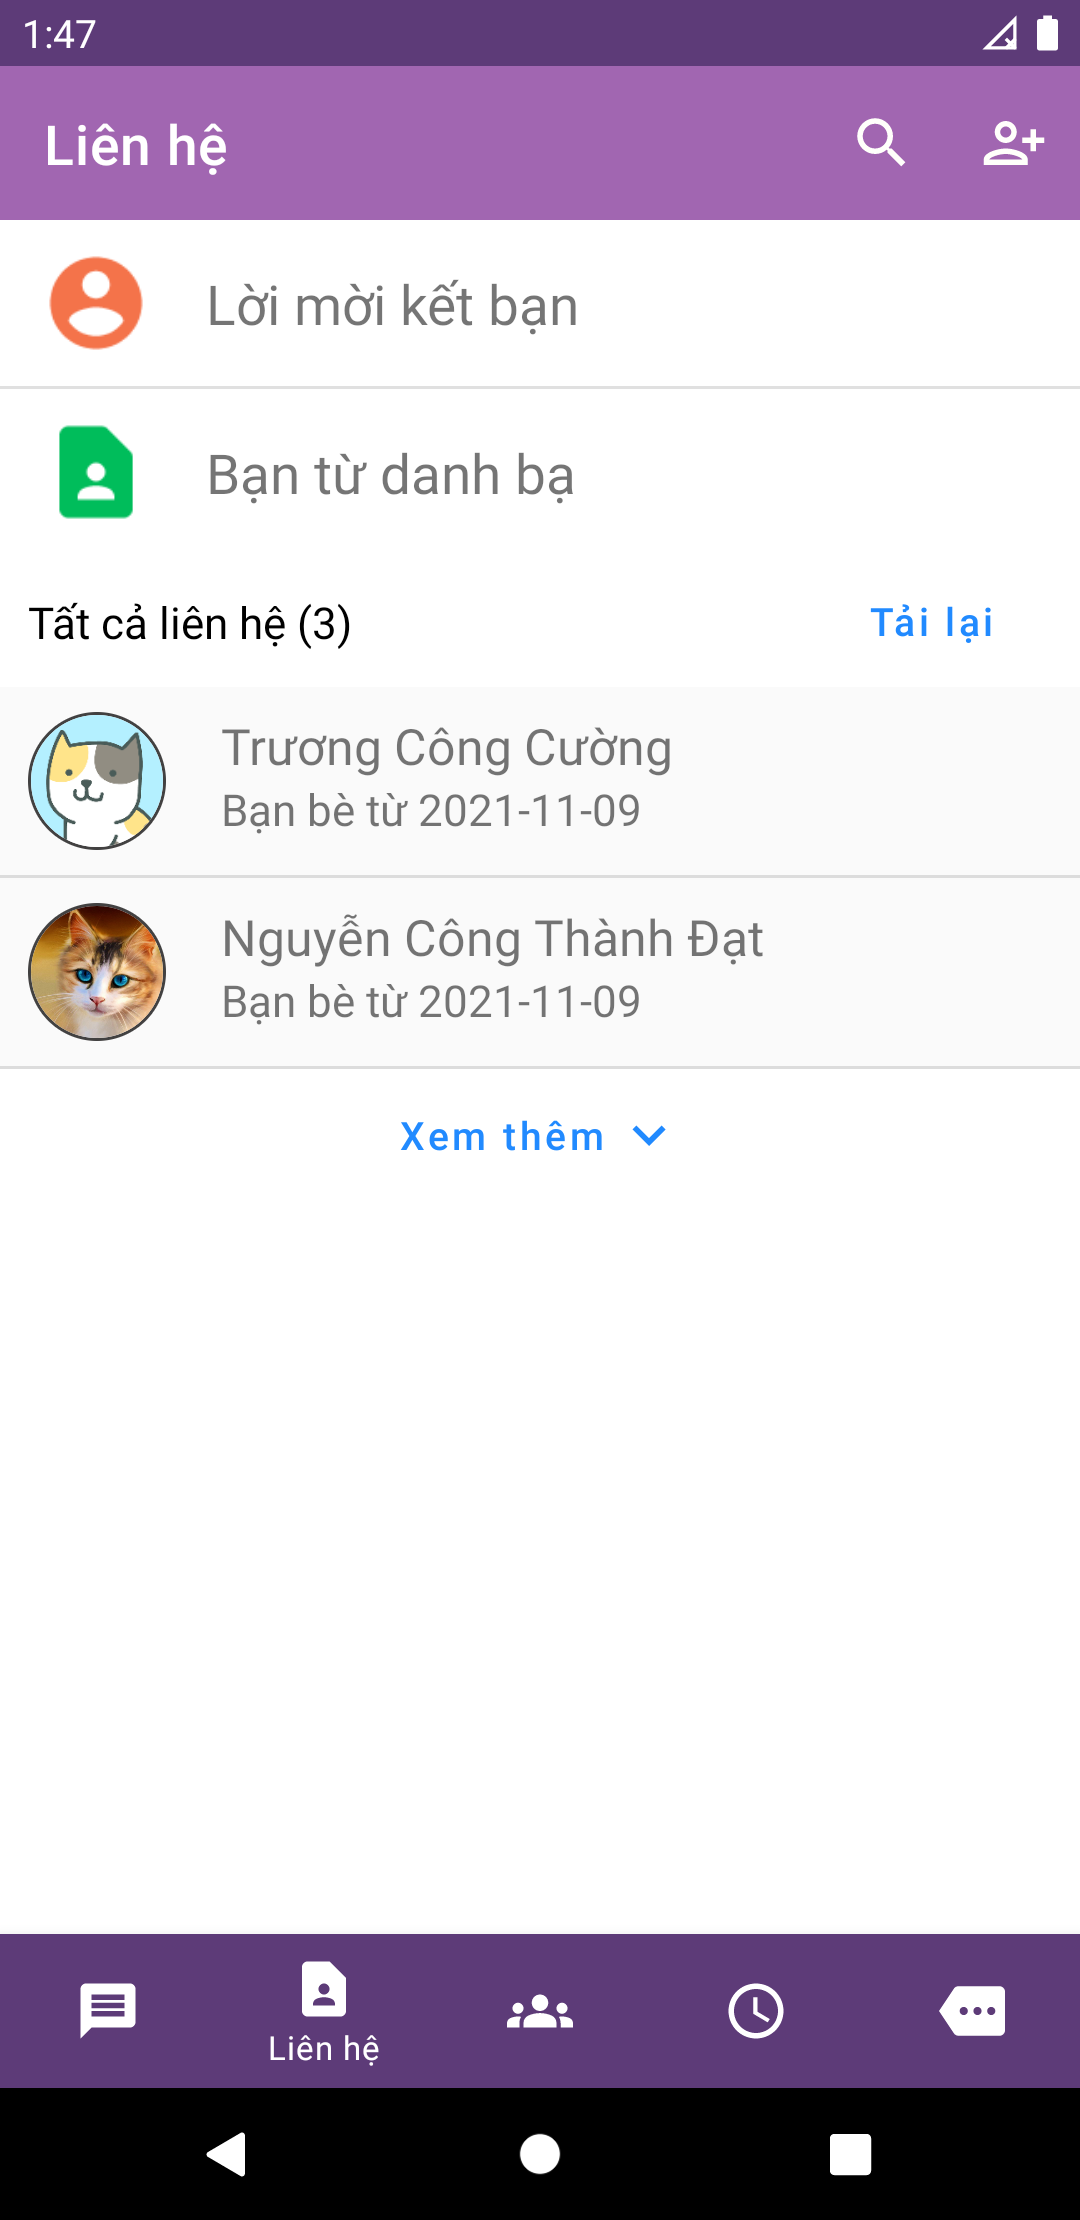 1:47
Liên hệ
Lời mời kết bạn
Bạn từ danh bạ
Tất cả liên hệ (3)
Tải lại
Trương Công Cường
Bạn bè từ 2021-11-09
Nguyễn Công Thành Đạt
Bạn bè từ 2021-11-09
Xem thêm
Liên hệ